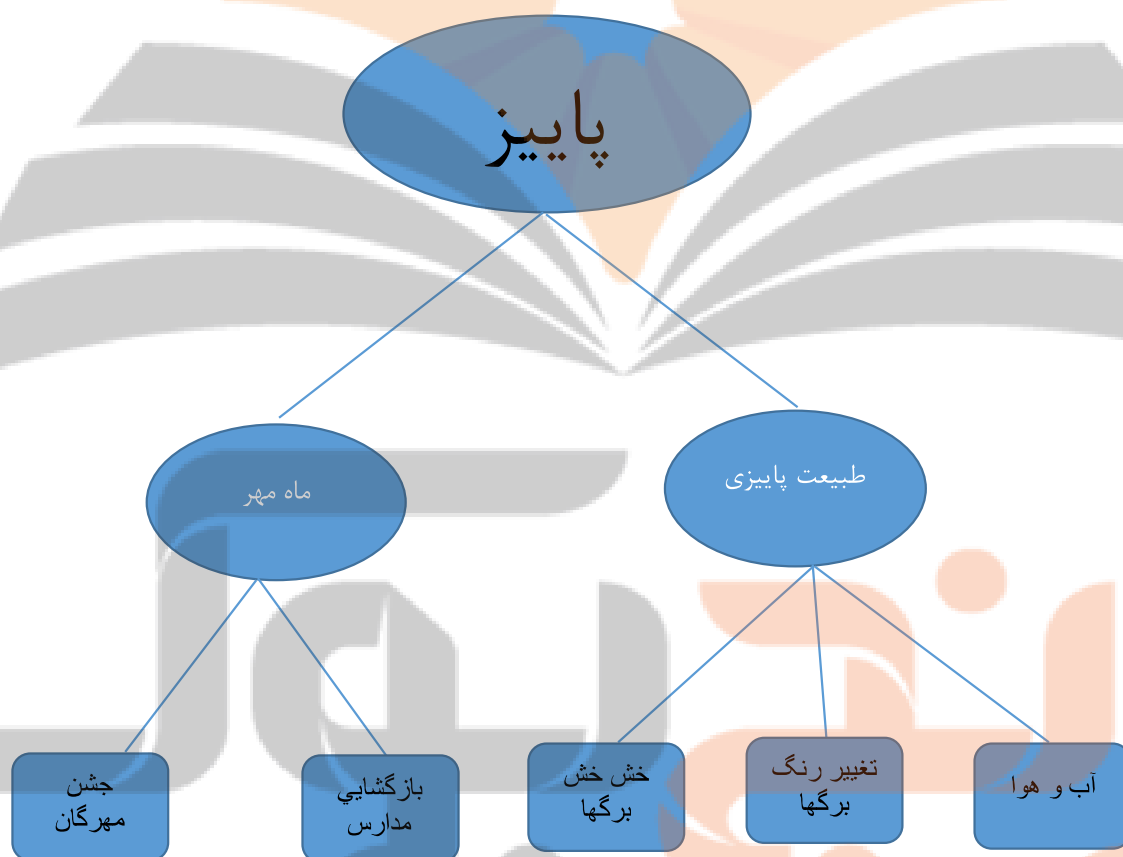 پاییز
طبیعت پاییزی
ماه مهر
آب و هوا
تغییر رنگ
برگها
خش خش
برگها
بازگشايي
مدارس
جشن
مهرگان